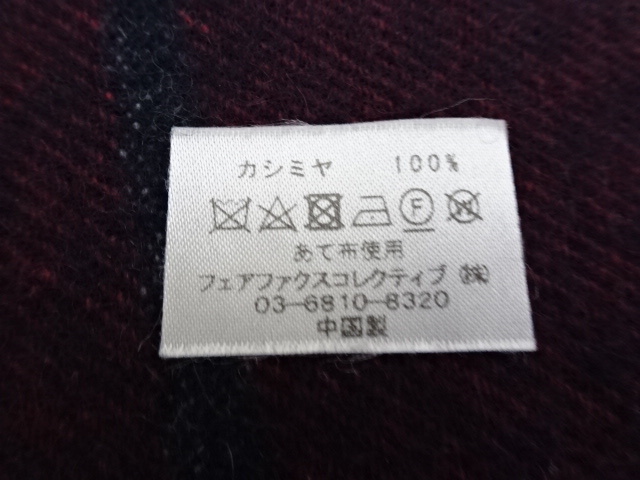 カシミヤ 100%
F W
あて布使用
フェアファクスコレクティブ ㈱
03-6810-8320
中国製